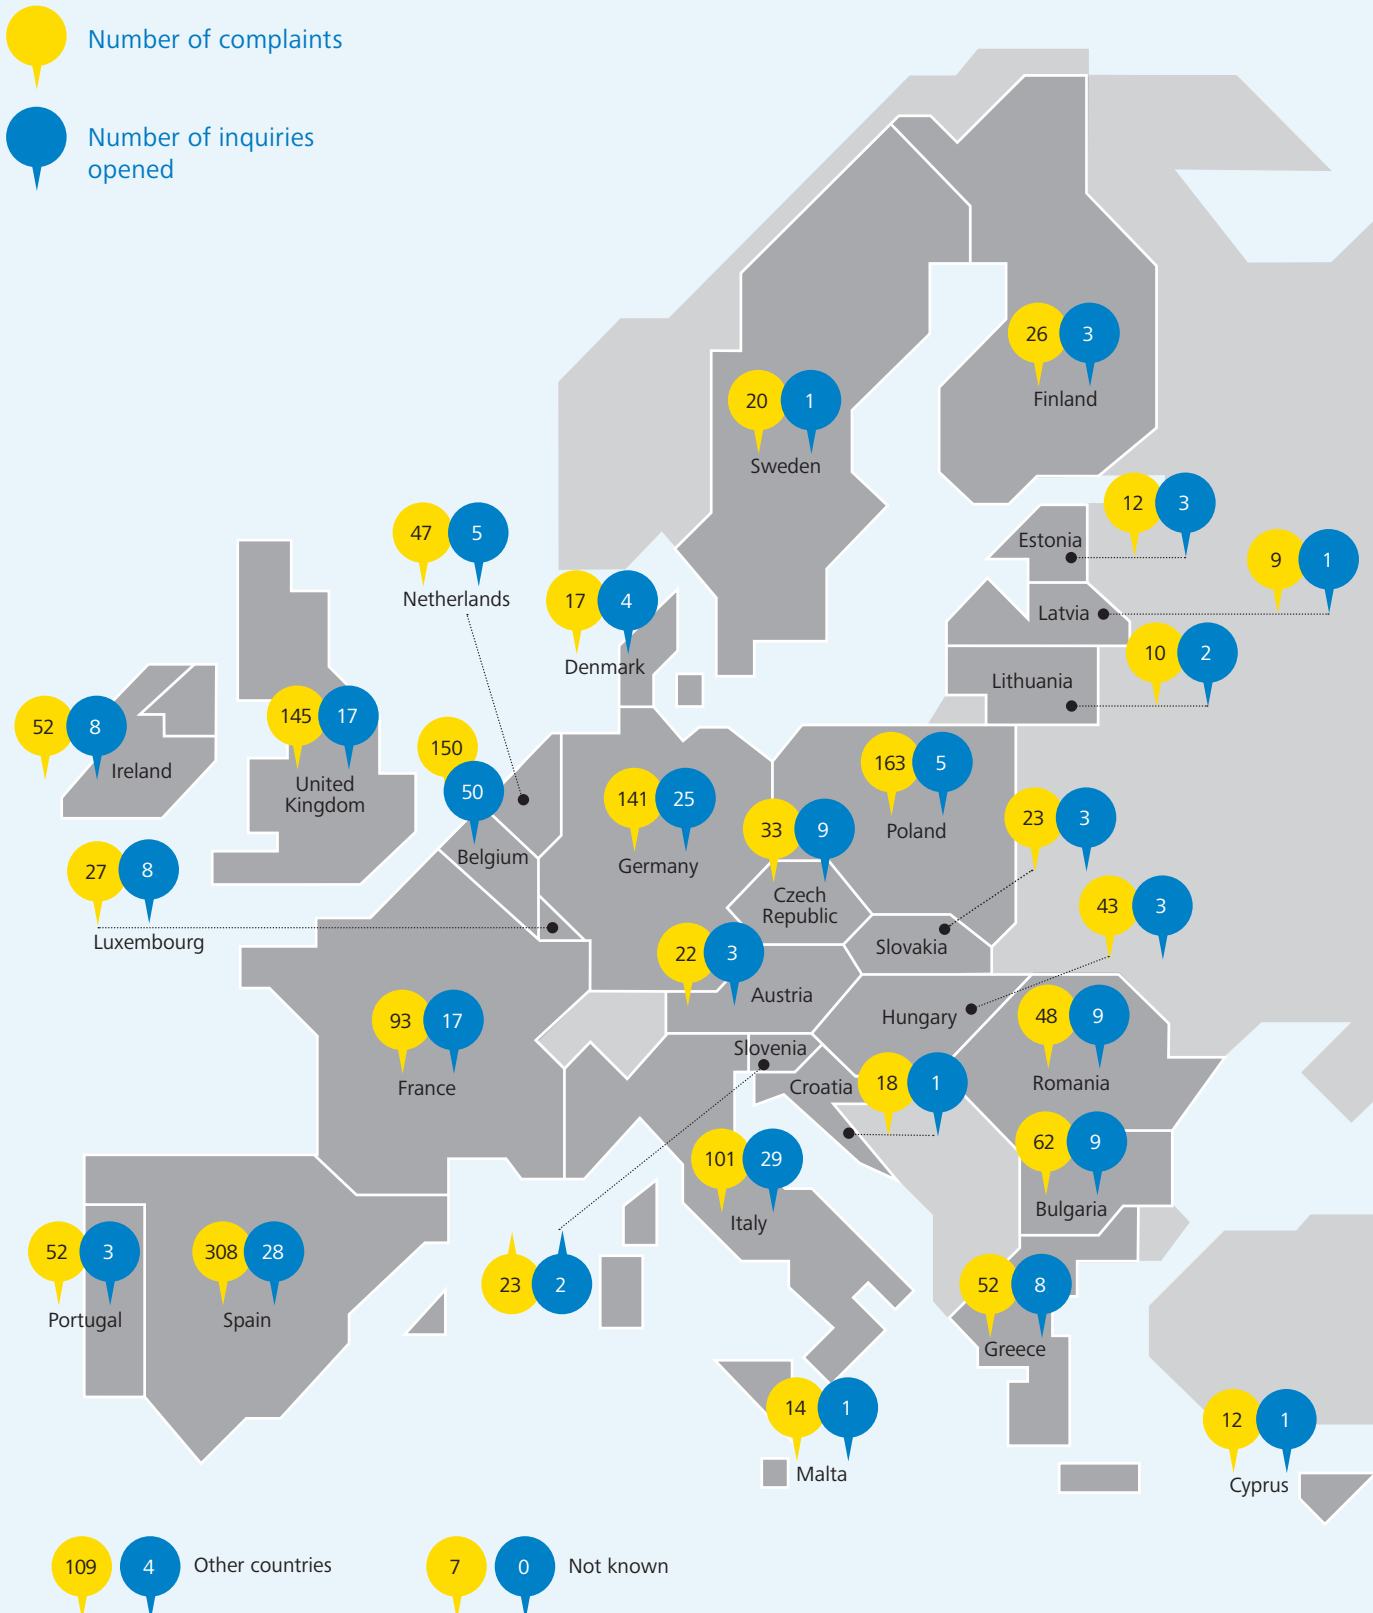 Number of complaints
Number of inquiries
opened
26
3
Finland
20
1
Sweden
12
3
Estonia
47
5
Netherlands
9
1
Latvia
17
4
Denmark
10
2
Lithuania
52
8
Ireland
145
17
United
Kingdom
150
50
Belgium
141
25
Germany
163
5
Poland
33
9
Czech
Republic
23
3
Slovakia
27
8
Luxembourg
43
3
Hungary
22
3
Austria
93
17
France
48
9
Romania
Slovenia
23
2
Croatia
18
1
101
29
Italy
62
9
Bulgaria
52
3
Portugal
308
28
Spain
52
8
Greece
14
1
Malta
12
1
Cyprus
109
4
Other countries
7
0
Not known